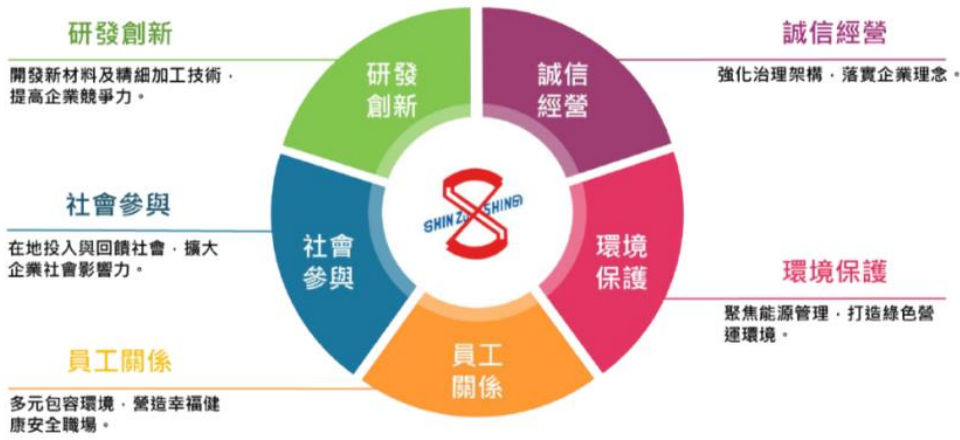 研發創新
開發新材料及精細加工技術，
提高企業競爭力。
社會參與
在地投入與回饋社會，擴大
企業社會影響力。
員工關係
多元包容環境，營造幸福健
康安全職場。
研發
創新
誠信
經營
社會
參與
環境
保護
員工
關係
SHIN ZU SHING
誠信經營
強化治理架構，落實企業理念。
環境保護
聚焦能源管理，打造綠色營
運環境。